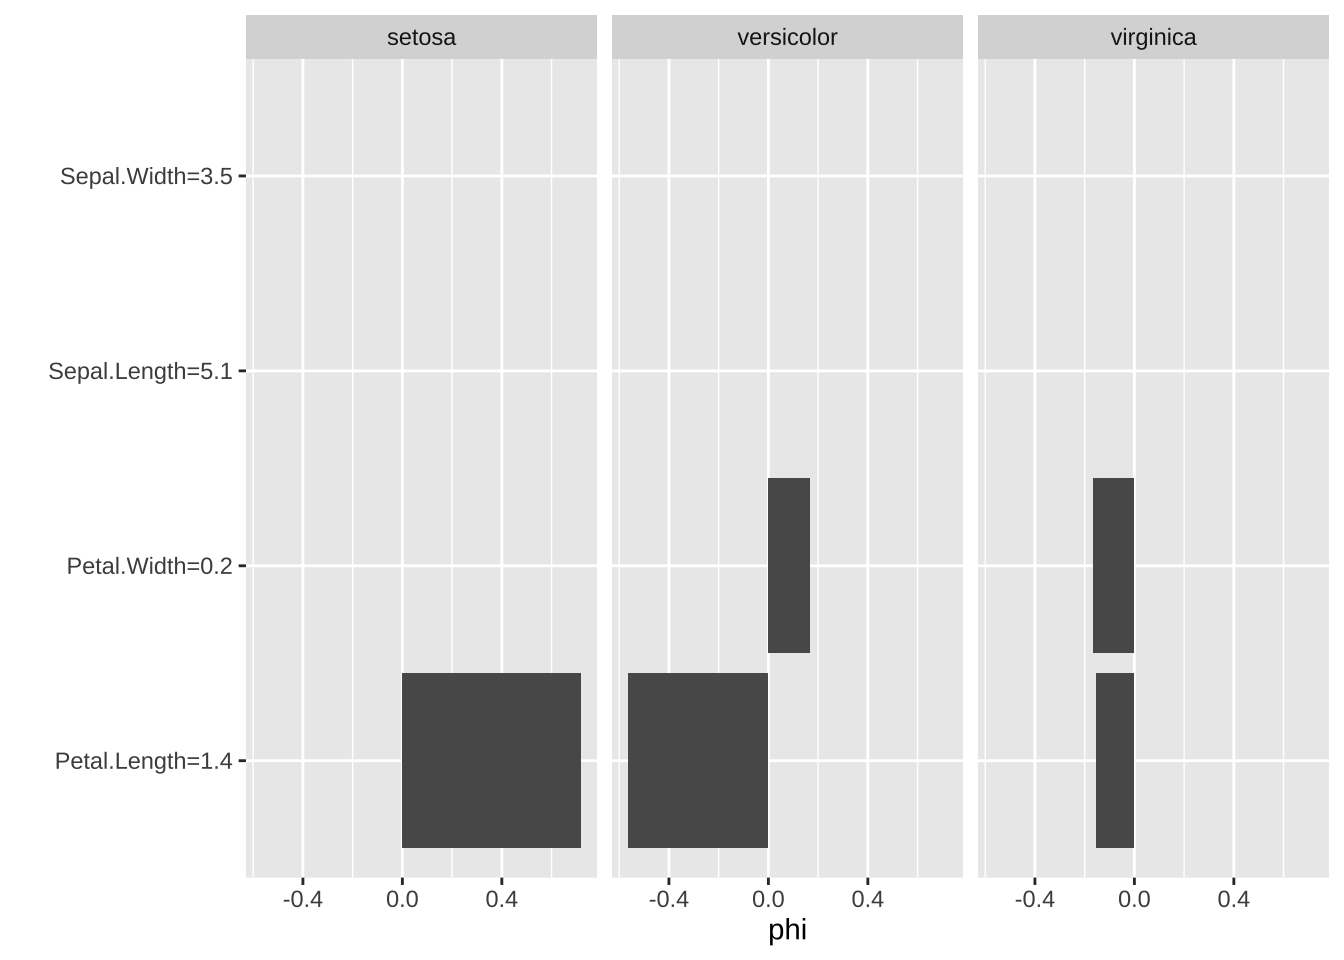 setosa
versicolor
virginica
Sepal.Width=3.5
Sepal.Length=5.1
Petal.Width=0.2
Petal.Length=1.4
-0.4 0.0 0.4
-0.4 0.0 0.4
-0.4 0.0 0.4
phi